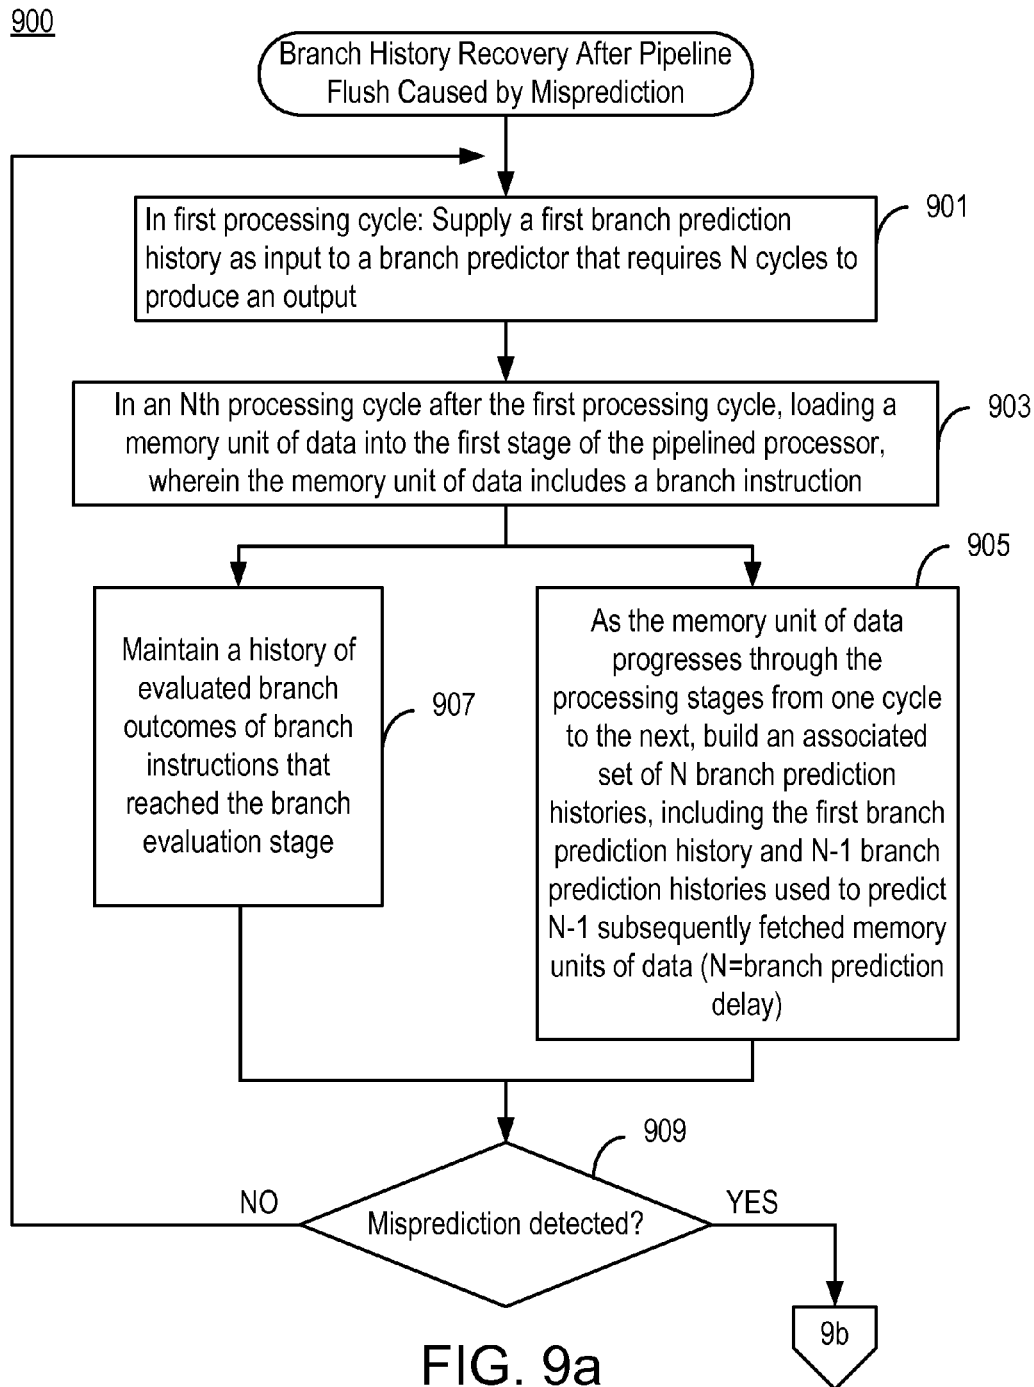 900
Branch History Recovery After Pipeline
Flush Caused by Misprediction
In first processing cycle: Supply a first branch prediction
history as input to a branch predictor that requires N cycles to
produce an output
901
In an Nth processing cycle after the first processing cycle, loading a
memory unit of data into the first stage of the pipelined processor,
wherein the memory unit of data includes a branch instruction
903
Maintain a history of
evaluated branch
outcomes of branch
instructions that
reached the branch
evaluation stage
907
As the memory unit of data
progresses through the
processing stages from one cycle
to the next, build an associated
set of N branch prediction
histories, including the first branch
prediction history and N-1 branch
prediction histories used to predict
N-1 subsequently fetched memory
units of data (N=branch prediction
delay)
905
Misprediction detected?
909
NO
YES
9b
FIG. 9a